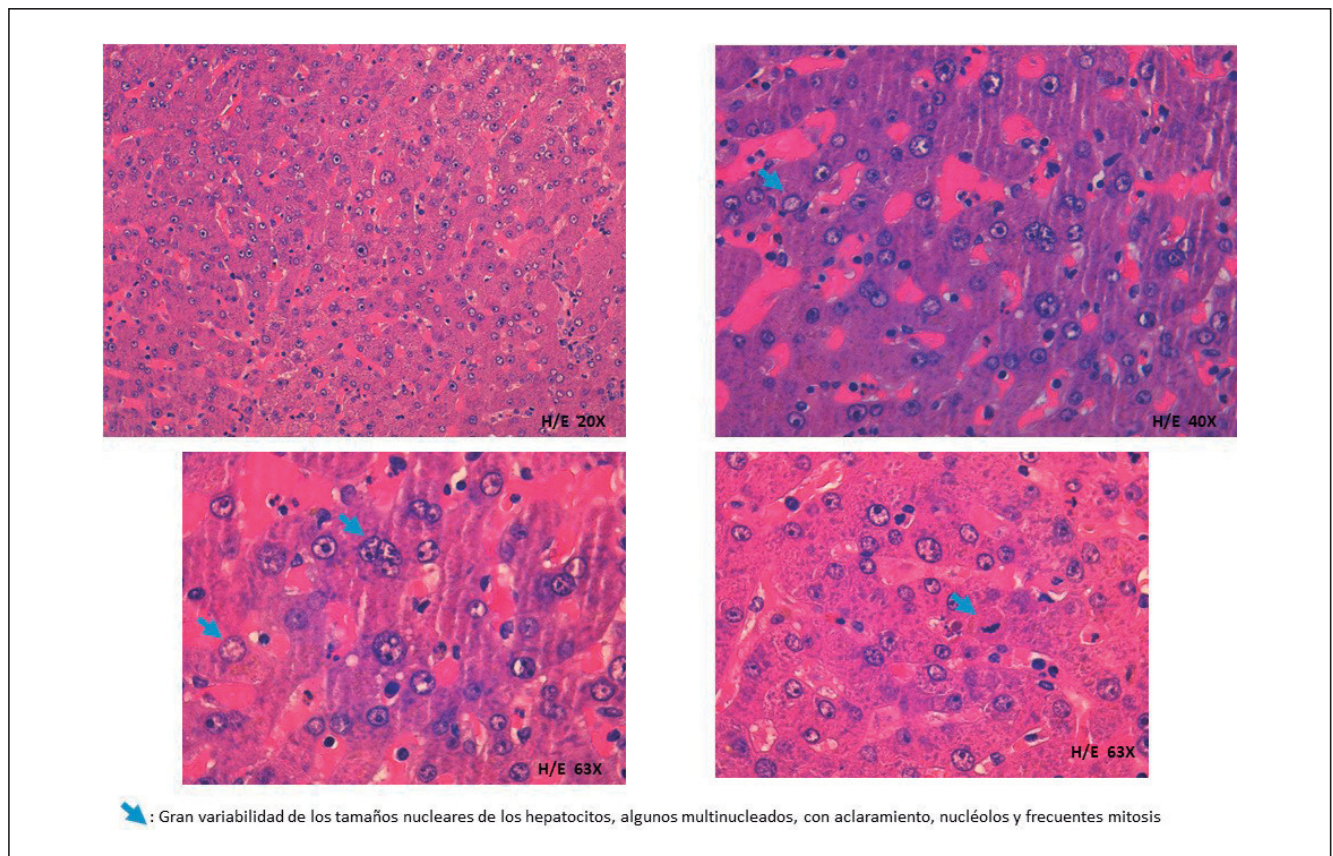 H/E 20X
H/E 40X
H/E 63X
H/E 63X
: Gran variabilidad de los tamaños nucleares de los hepatocitos, algunos multinucleados, con aclaramiento, nucléolos y frecuentes mitosis